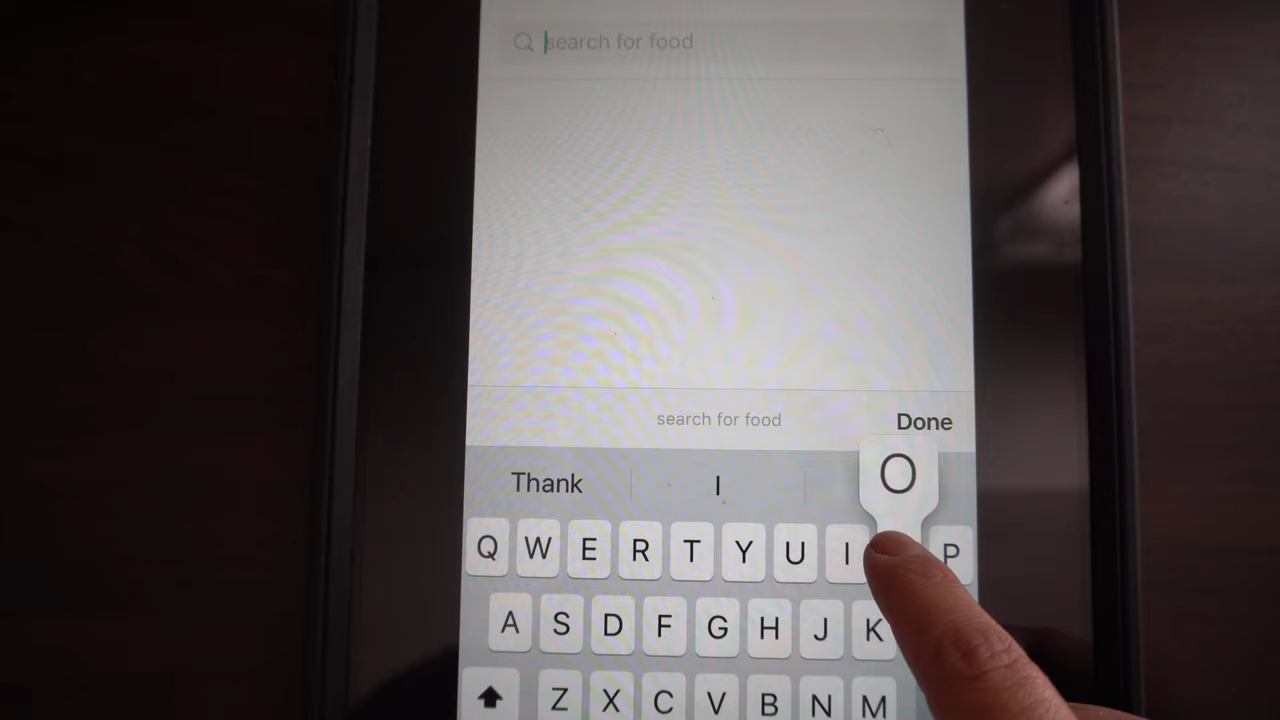 search for food
search for food Done
Thank I
O
Q W E R T Y U I P
A S D F G H J K
Z X C V B N M